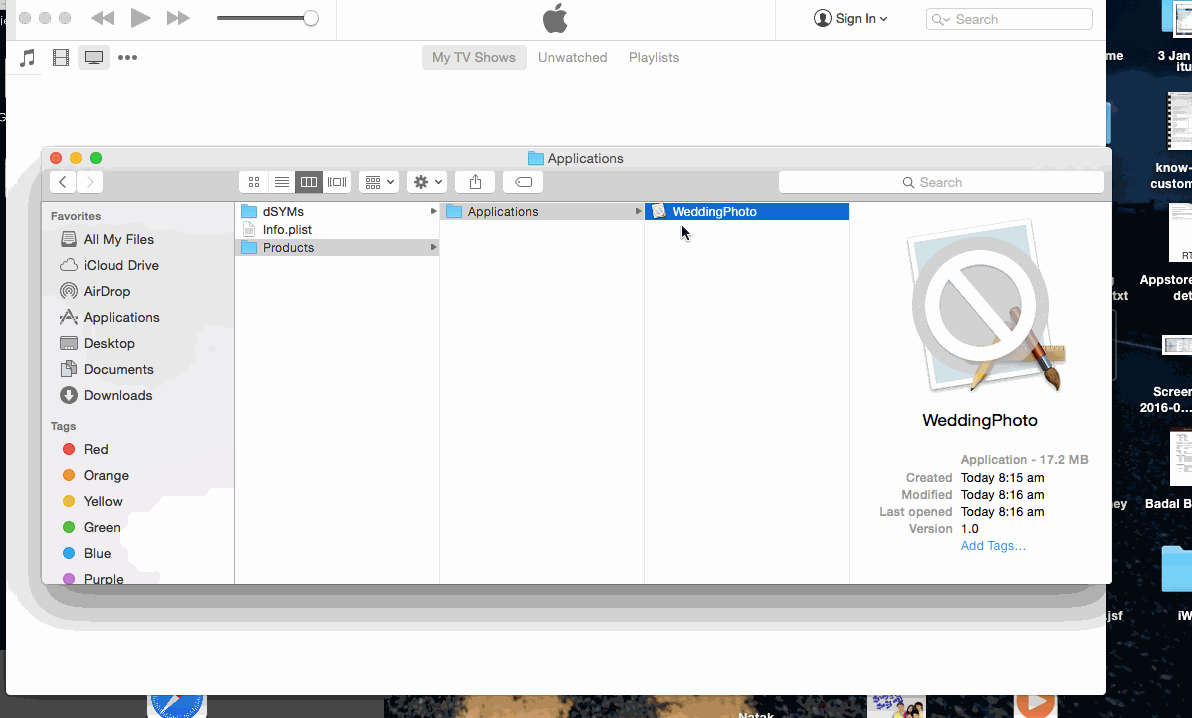 Sign In
Search
My TV Shows
Unwatched
Playlists
Applications
Search
Favorites
All My Files
iCloud Drive
AirDrop
Applications
Desktop
Documents
Downloads
Tags
Red
Orange
Yellow
Green
Blue
Purple
dSYMs
Info.plist
Products
Applications
WeddingPhoto
WeddingPhoto
Application - 17.2 MB
Created Today 8:15 am
Modified Today 8:16 am
Last opened Today 8:16 am
Version 1.0
Add Tags...
me
3 Jan
itu
know-
custom
RT
Appstore
txt
det
Screen
2016-0...
ey
Badal B
.jsf
iW
Natak